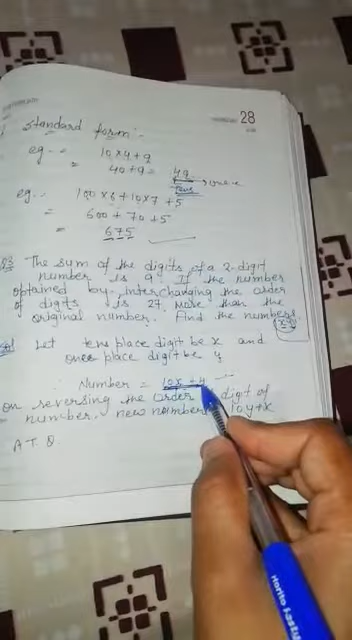 28
standard form:-
eg.- = 10×4+9
= 40+9 = 49
Tens
eg.- 100×6+10×7+5
= 600+70+5
= 675
Q3 The sum of the digits of a 2-digit
number is 9. If the number
obtained by interchanging the order
of digits is 27 more than the
original number. find the number.
Sol Let tens place digit be x and
once place digit be y
∴ Number = 10x+y
on reversing the order digit of
number. new number 10y+x
A T Q.